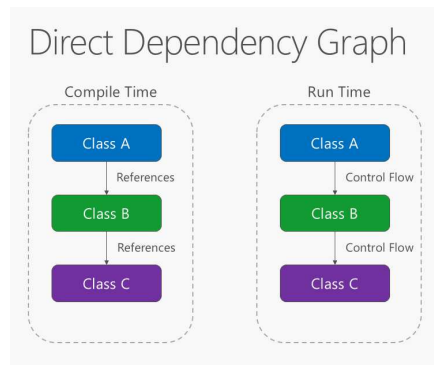 Direct Dependency Graph
Compile Time
Class A
References
Class B
References
Class C
Run Time
Class A
Control Flow
Class B
Control Flow
Class C